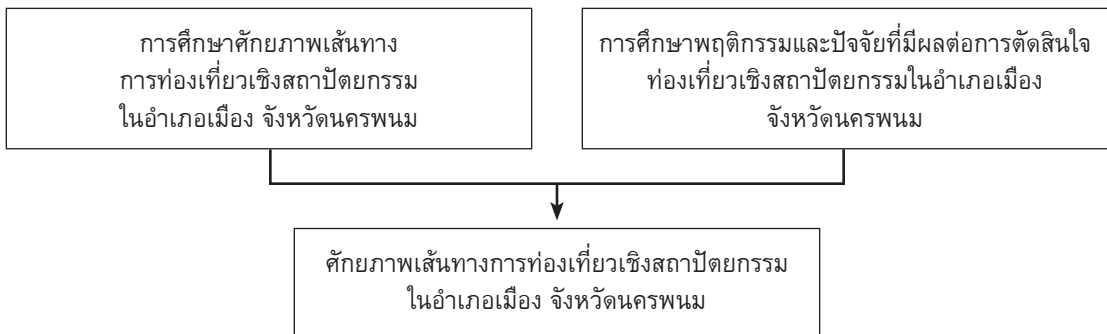 การศึกษาศักยภาพเส้นทาง
การท่องเที่ยวเชิงสถาปัตยกรรม
ในอำเภอเมือง จังหวัดนครพนม
การศึกษาพฤติกรรมและปัจจัยที่มีผลต่อการตัดสินใจ
ท่องเที่ยวเชิงสถาปัตยกรรมในอำเภอเมือง
จังหวัดนครพนม
ศักยภาพเส้นทางการท่องเที่ยวเชิงสถาปัตยกรรม
ในอำเภอเมือง จังหวัดนครพนม